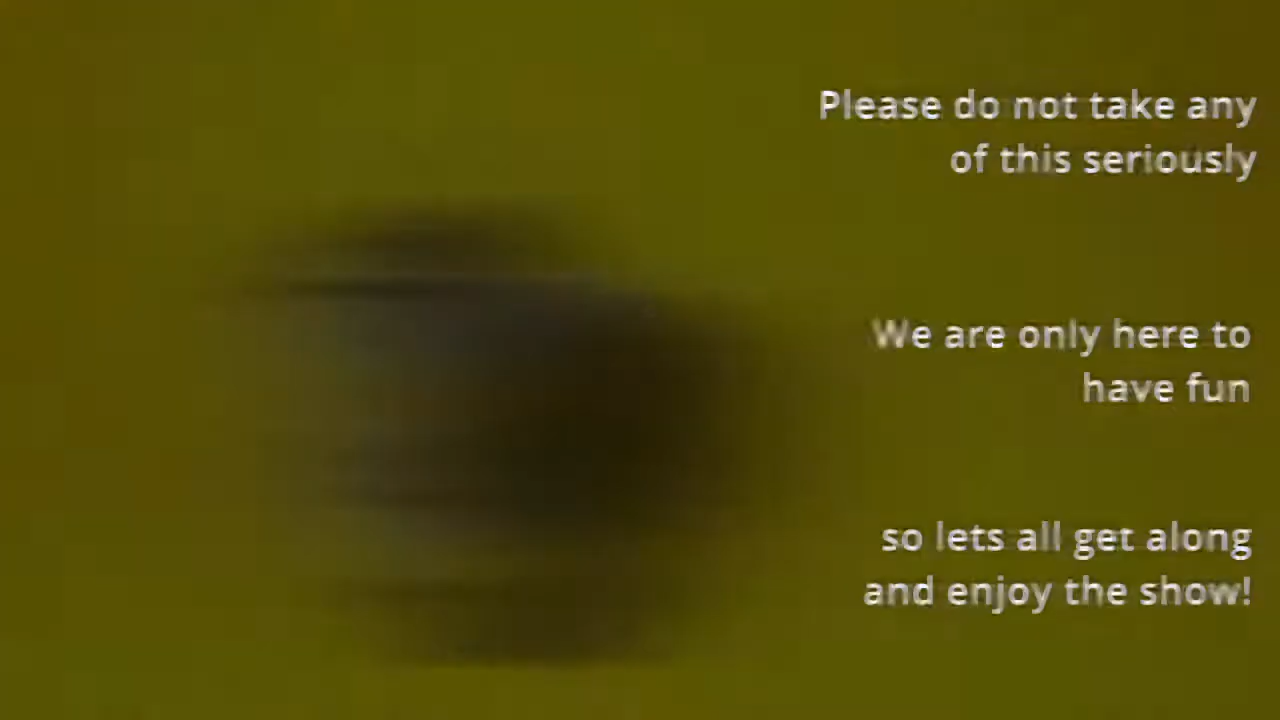 Please do not take any
of this seriously
We are only here to
have fun
so lets all get along
and enjoy the show!